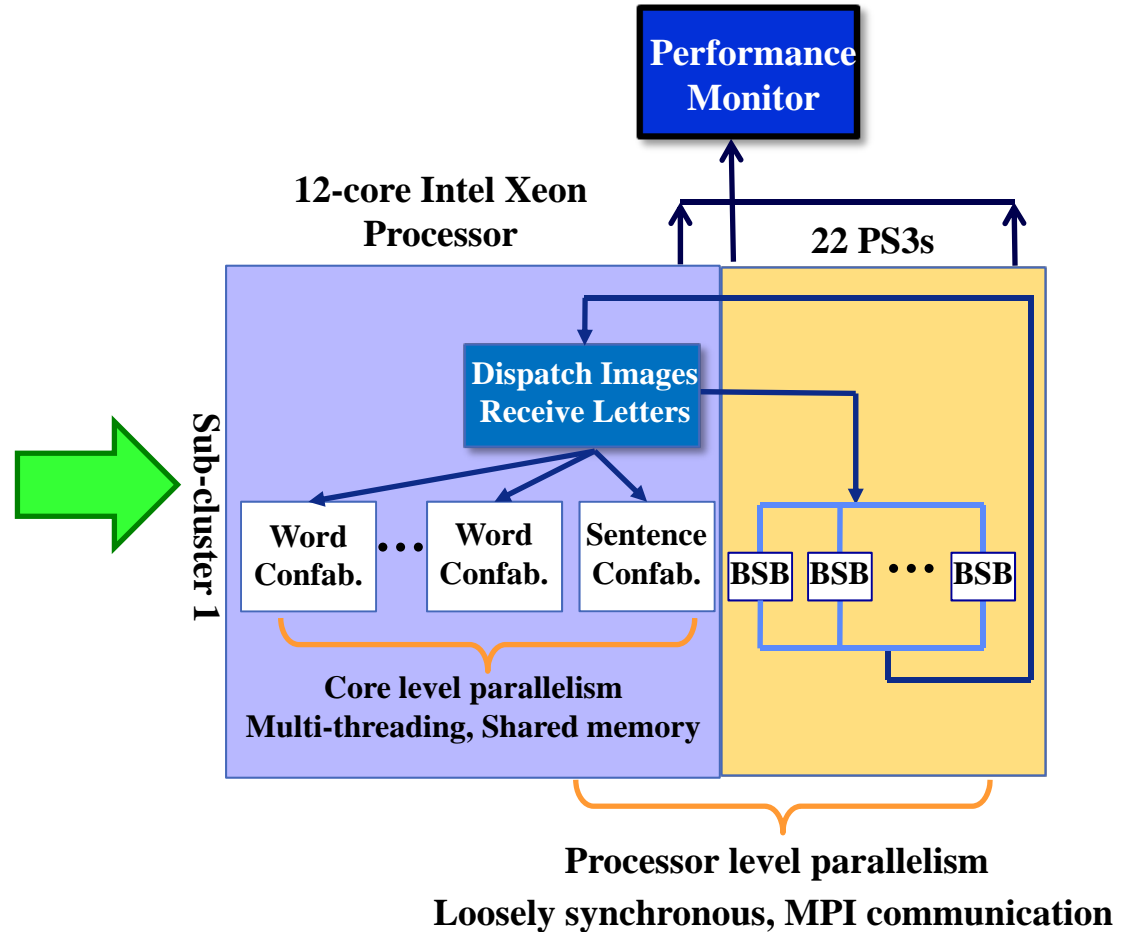 Performance
Monitor
12-core Intel Xeon
Processor
22 PS3s
Dispatch Images
Receive Letters
Sub-cluster 1
Word
Confab.
...
Word
Confab.
Sentence
Confab.
BSB
BSB
...
BSB
Core level parallelism
Multi-threading, Shared memory
Processor level parallelism
Loosely synchronous, MPI communication